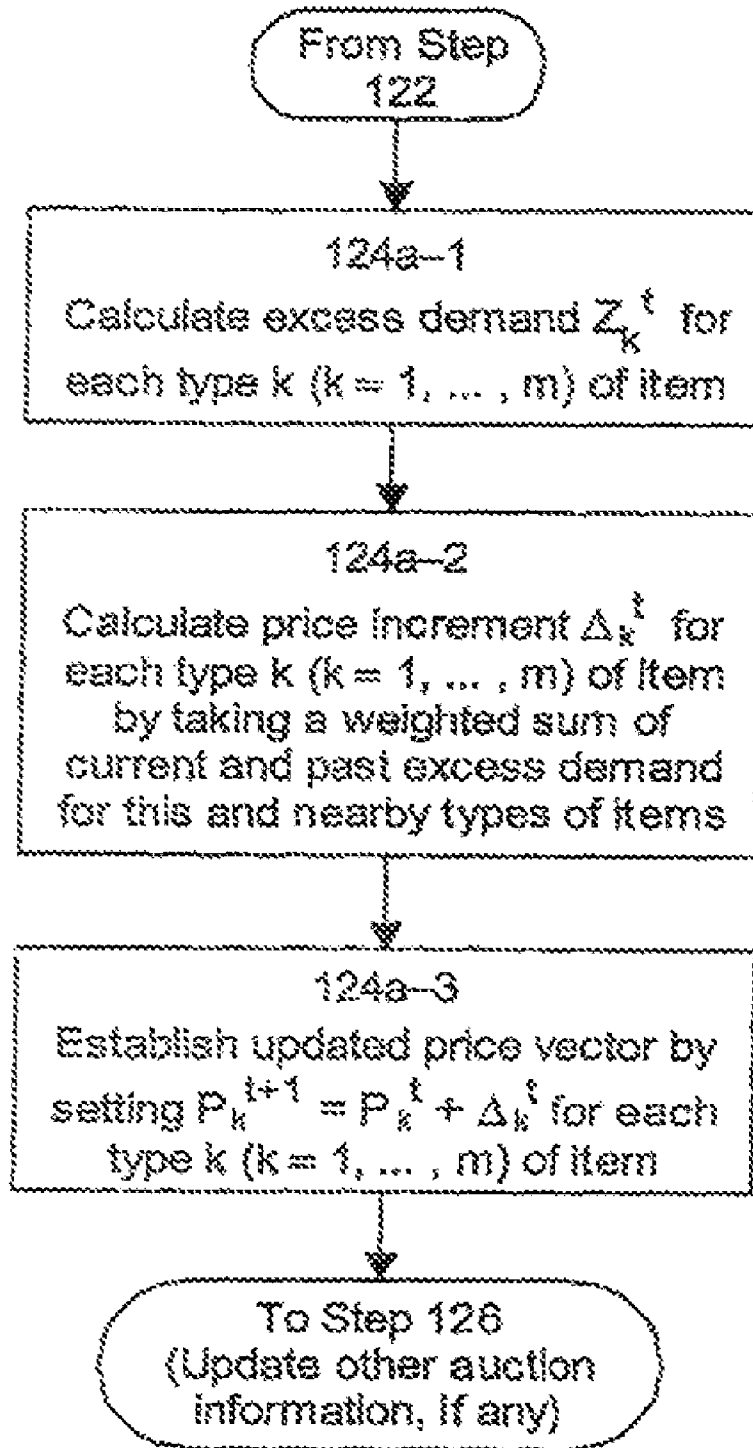 From Step
122
124a–1
Calculate excess demand Z_k^t for
each type k (k = 1, ... , m) of item
124a–2
Calculate price increment Δ_k^t for
each type k (k = 1, ... , m) of item
by taking a weighted sum of
current and past excess demand
for this and nearby types of items
124a–3
Establish updated price vector by
setting P_k^{t+1} = P_k^t + Δ_k^t for each
type k (k = 1, ... , m) of item
To Step 126
(Update other auction
information, if any)